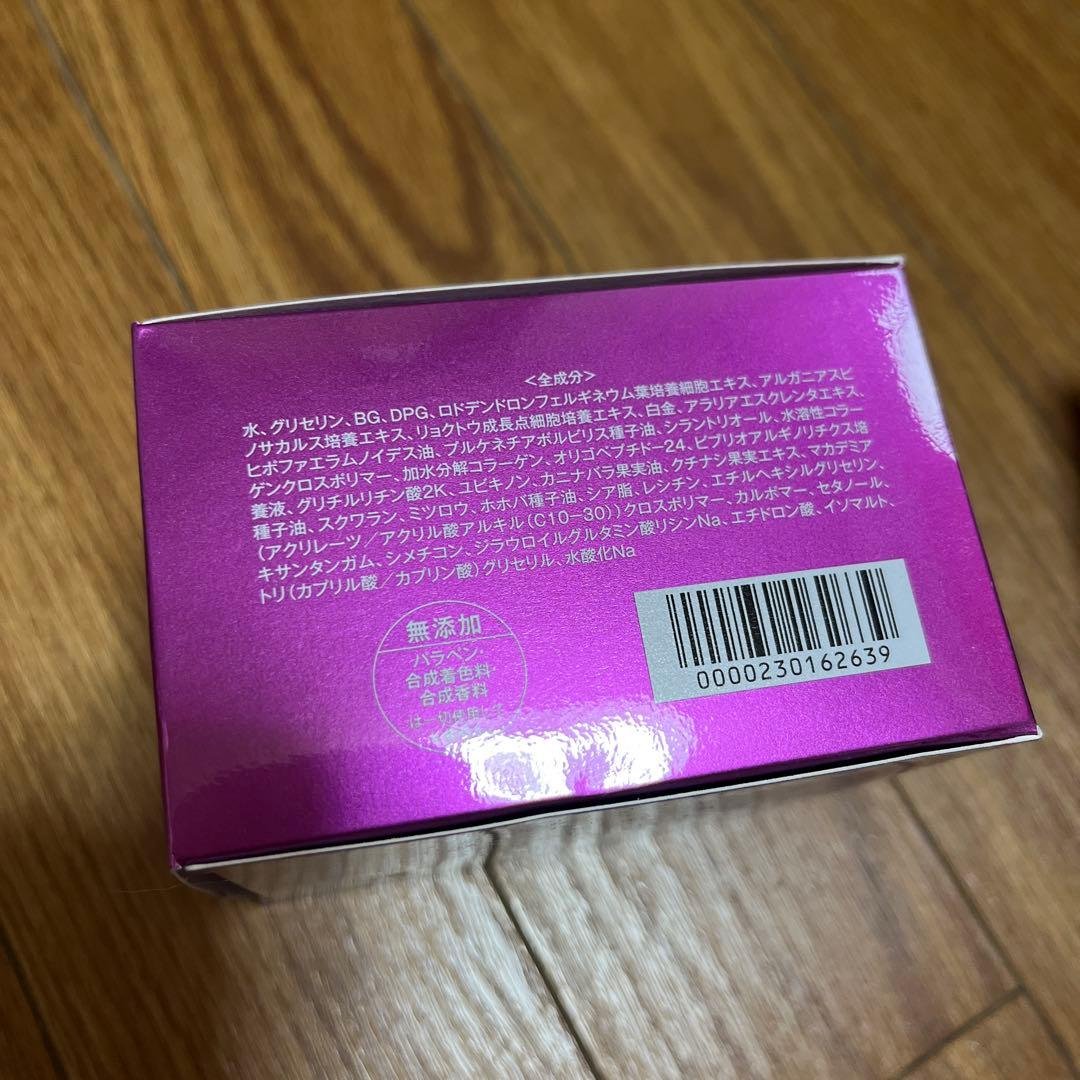 <全成分>
水、グリセリン、BG、DPG、ロドデンドロンフェルギネウム葉培養細胞エキス、アルガニアスピ
ノサカルス培養エキス、リョクトウ成長点細胞培養エキス、白金、アラリアエスクレンタエキス、
ヒポファエラムノイデス油、プルケネチアボルビリス種子油、シラントリオール、水溶性コラー
ゲンクロスポリマー、加水分解コラーゲン、オリゴペプチド-24、ビブリオアルギノリチクス培
養液、グリチルリチン酸2K、ユビキノン、カニナバラ果実油、クチナシ果実エキス、マカデミア
種子油、スクワラン、ミツロウ、ホホバ種子油、シア脂、レシチン、エチルヘキシルグリセリン、
(アクリレーツ/アクリル酸アルキル(C10-30))クロスポリマー、カルボマー、セタノール、
キサンタンガム、シメチコン、ジラウロイルグルタミン酸リシンNa、エチドロン酸、イソマルト、
トリ(カプリル酸/カプリン酸)グリセリル、水酸化Na
無添加
パラベン・
合成着色料・
合成香料
は一切使用して
0000230162639